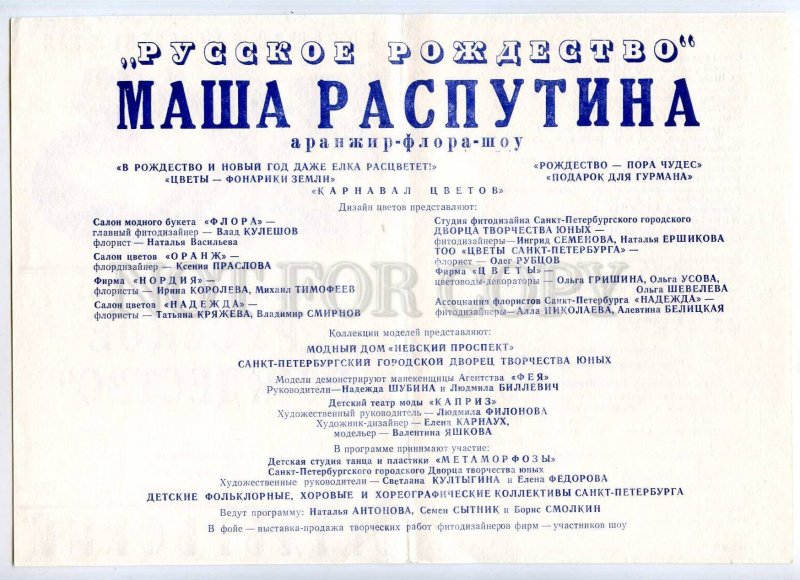 „РУССКОЕ РОЖДЕСТВО“
МАША РАСПУТИНА
аранжир-флора-шоу
«В РОЖДЕСТВО И НОВЫЙ ГОД ДАЖЕ ЕЛКА РАСЦВЕТЕТ!»
«ЦВЕТЫ — ФОНАРИКИ ЗЕМЛИ»
«РОЖДЕСТВО — ПОРА ЧУДЕС»
«ПОДАРОК ДЛЯ ГУРМАНА»
«КАРНАВАЛ ЦВЕТОВ»
Дизайн цветов представляют:
Салон модного букета «ФЛОРА» —
главный фитодизайнер — Влад КУЛЕШОВ
флорист — Наталья Васильева
Салон цветов «ОРАНЖ» —
флордизайнер — Ксения ПРАСЛОВА
Фирма «НОРДИЯ» —
флористы — Ирина КОРОЛЕВА, Михаил ТИМОФЕЕВ
Салон цветов «НАДЕЖДА» —
флористы — Татьяна КРЯЖЕВА, Владимир СМИРНОВ
Студия фитодизайна Санкт-Петербургского городского
ДВОРЦА ТВОРЧЕСТВА ЮНЫХ —
фитодизайнеры — Ингрид СЕМЕНОВА, Наталья ЕРШИКОВА
ТОО «ЦВЕТЫ САНКТ-ПЕТЕРБУРГА» —
флорист — Олег РУБЦОВ
Фирма «ЦВЕТЫ» —
цветоводы-декораторы — Ольга ГРИШИНА, Ольга УСОВА,
Ольга ШЕВЕЛЕВА
Ассоциация флористов Санкт-Петербурга «НАДЕЖДА» —
фитодизайнеры — Алла НИКОЛАЕВА, Алевтина БЕЛИЦКАЯ
Коллекции моделей представляют:
МОДНЫЙ ДОМ «НЕВСКИЙ ПРОСПЕКТ»
САНКТ-ПЕТЕРБУРГСКИЙ ГОРОДСКОЙ ДВОРЕЦ ТВОРЧЕСТВА ЮНЫХ
Модели демонстрируют манекенщицы Агентства «ФЕЯ»
Руководители — Надежда ШУБИНА и Людмила БИЛЛЕВИЧ
Детский театр моды «КАПРИЗ»
Художественный руководитель — Людмила ФИЛОНОВА
Художник-дизайнер — Елена КАРНАУХ,
модельер — Валентина ЯШКОВА
В программе принимают участие:
Детская студия танца и пластики «МЕТАМОРФОЗЫ»
Санкт-Петербургского городского Дворца творчества юных
Художественные руководители — Светлана КУЛТЫГИНА и Елена ФЕДОРОВА
ДЕТСКИЕ ФОЛЬКЛОРНЫЕ, ХОРОВЫЕ И ХОРЕОГРАФИЧЕСКИЕ КОЛЛЕКТИВЫ САНКТ-ПЕТЕРБУРГА
Ведут программу: Наталья АНТОНОВА, Семен СЫТНИК и Борис СМОЛКИН
В фойе — выставка-продажа творческих работ фитодизайнеров фирм — участников шоу